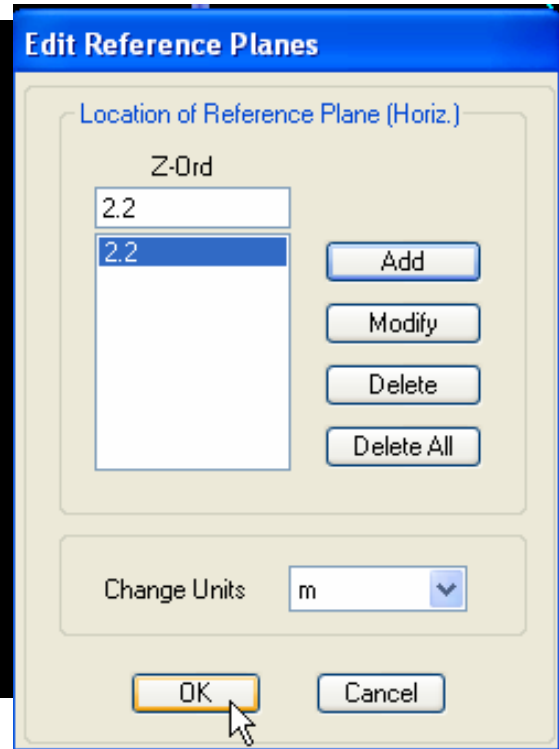 Edit Reference Planes
Location of Reference Plane (Horiz.)
Z-Ord
2.2
2.2
Add
Modify
Delete
Delete All
Change Units
m
OK
Cancel